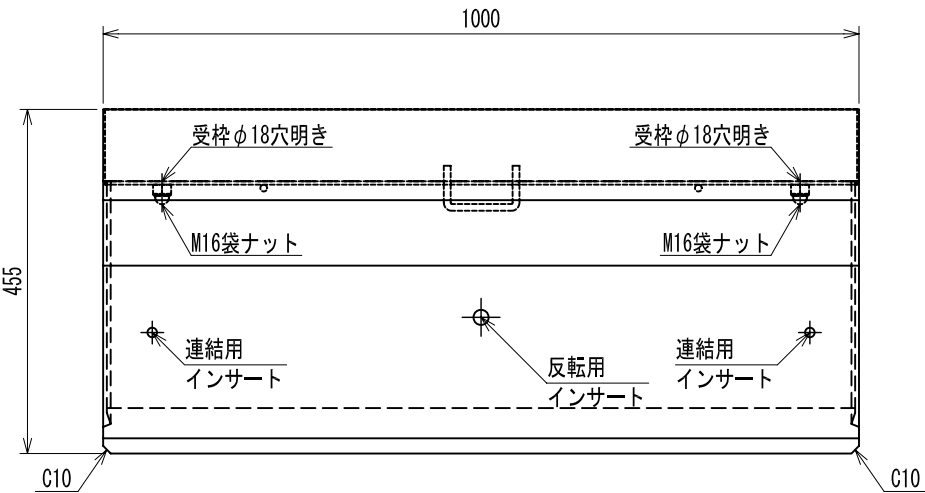 1000
受枠φ18穴明き
受枠φ18穴明き
M16袋ナット
M16袋ナット
455
連結用
インサート
反転用
インサート
連結用
インサート
C10
C10